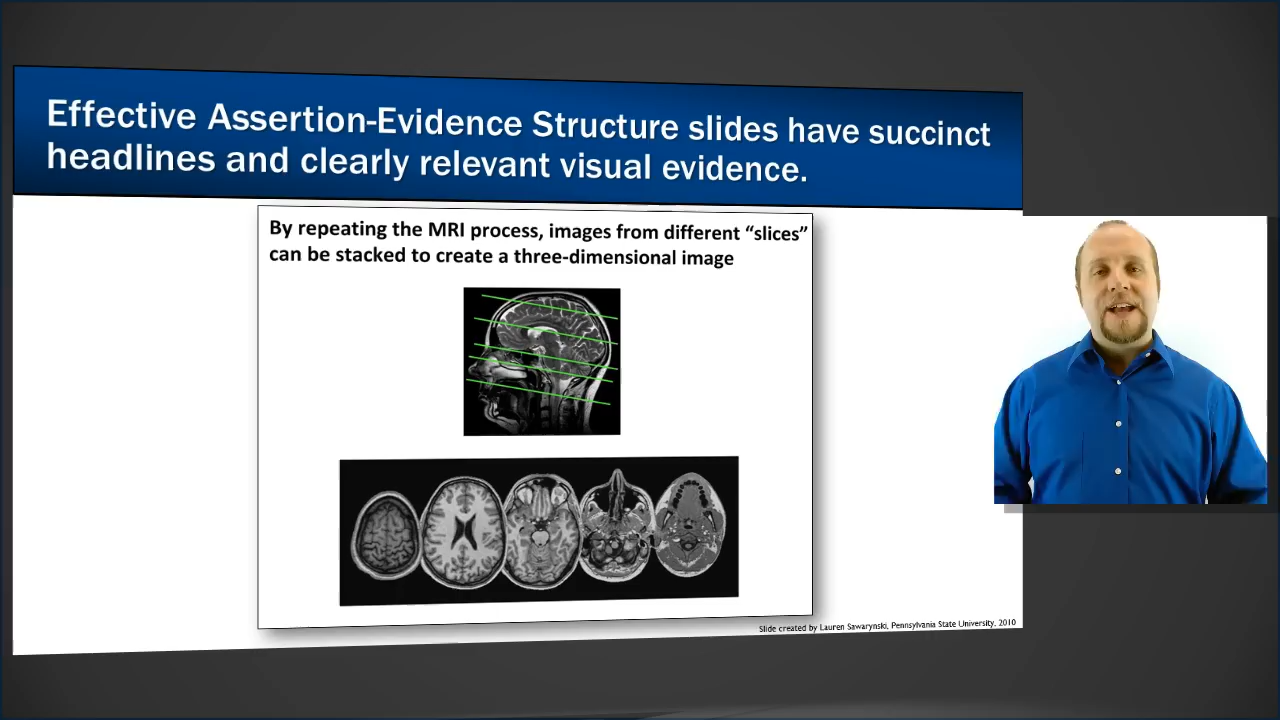 Effective Assertion-Evidence Structure slides have succinct
headlines and clearly relevant visual evidence.
By repeating the MRI process, images from different “slices”
can be stacked to create a three-dimensional image
Slide created by Lauren Sawarynski, Pennsylvania State University, 2010